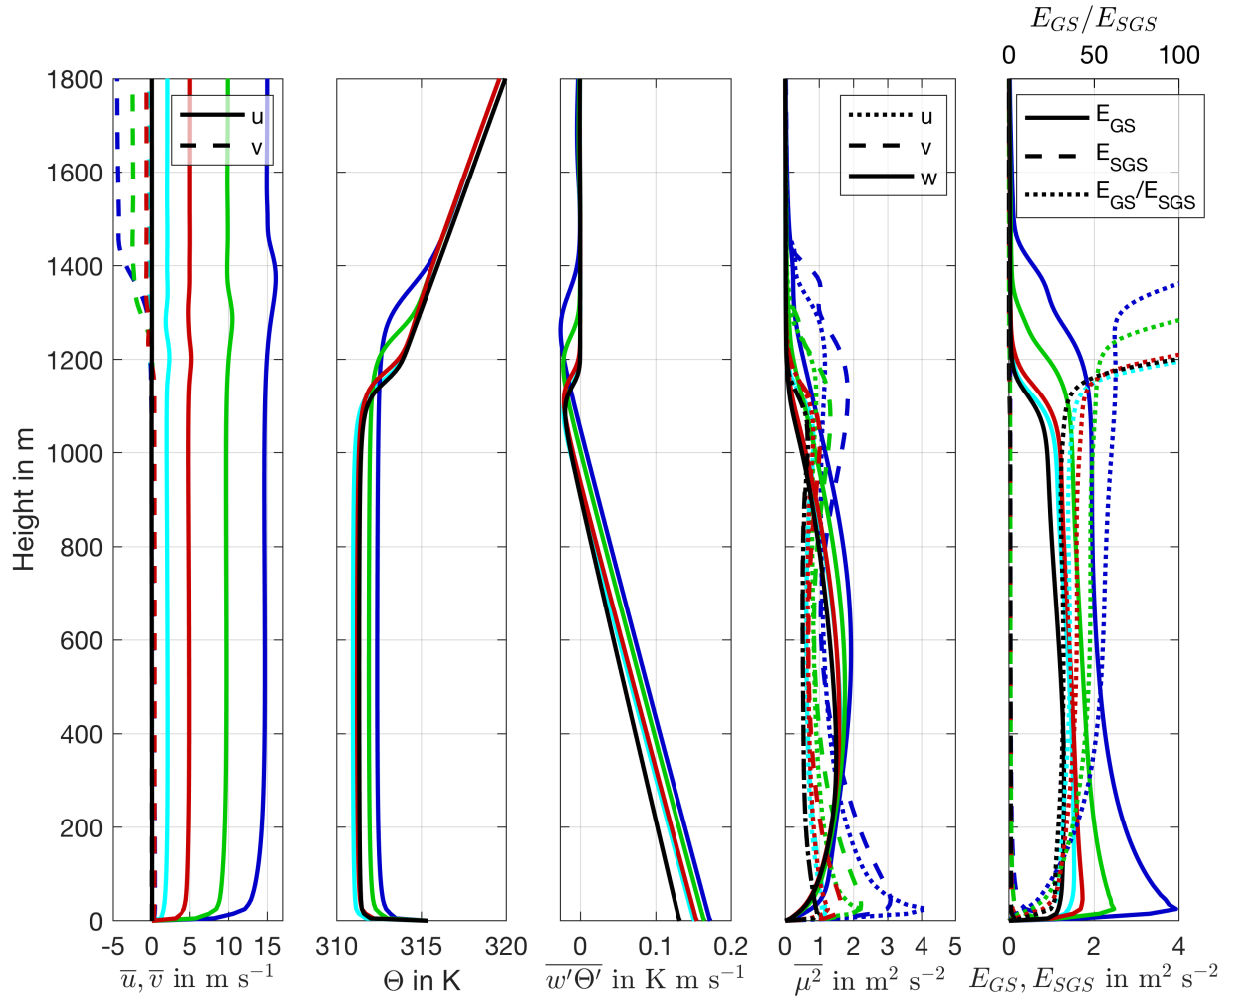 E_GS/E_SGS
0 50 100
1800
1600
1400
1200
1000
800
600
400
200
0
Height in m
u
v
u
v
w
E_GS
E_SGS
E_GS/E_SGS
-5 0 5 10 15
310 315 320
0 0.1 0.2
0 1 2 3 4 5
0 2 4
u̅, v̅ in m s⁻¹
Θ in K
w′Θ′ in K m s⁻¹
μ² in m² s⁻²
E_GS, E_SGS in m² s⁻²